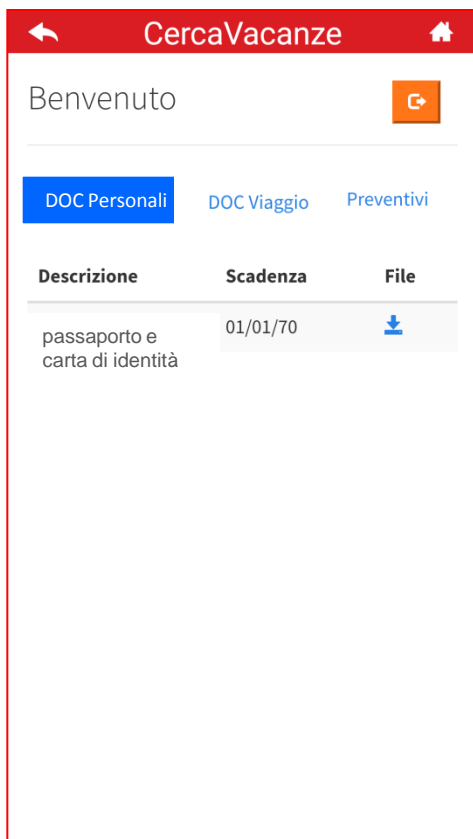 CercaVacanze
Benvenuto
DOC Personali DOC Viaggio Preventivi
Descrizione Scadenza File
passaporto e 01/01/70
carta di identità